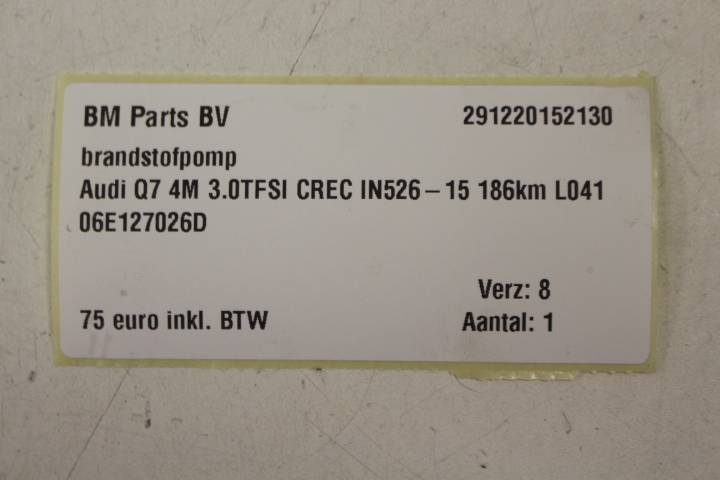 BM Parts BV 291220152130
brandstofpomp
Audi Q7 4M 3.0TFSI CREC IN526-15 186km L041
06E127026D
Verz: 8
75 euro inkl. BTW Aantal: 1